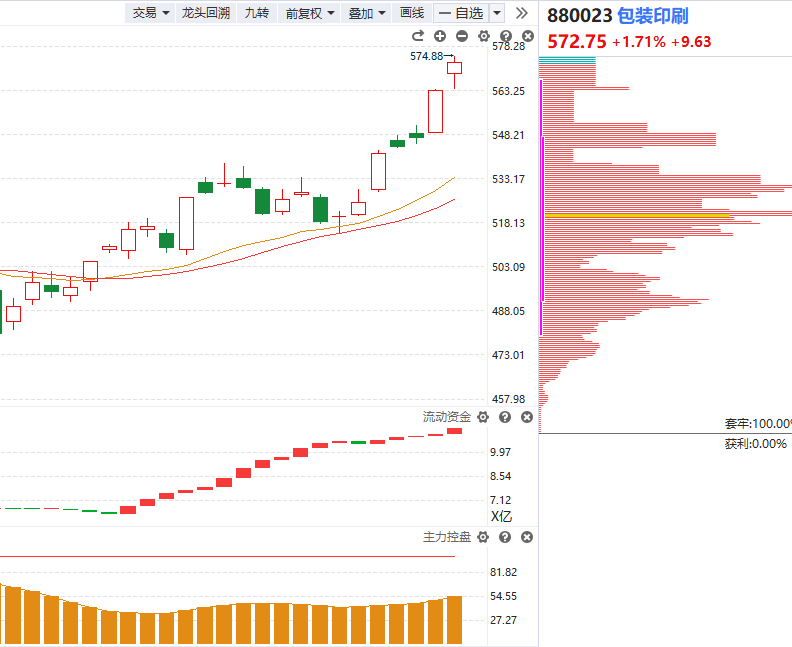 交易 龙头回溯 九转 前复权 叠加 画线 一自选
880023 包装印刷
572.75 +1.71% +9.63
578.28
574.88
563.25
548.21
533.17
518.13
503.09
488.05
473.01
457.98
套牢:100.00%
获利:0.00%
流动资金
9.97
8.54
7.12
X亿
主力控盘
81.82
54.55
27.27